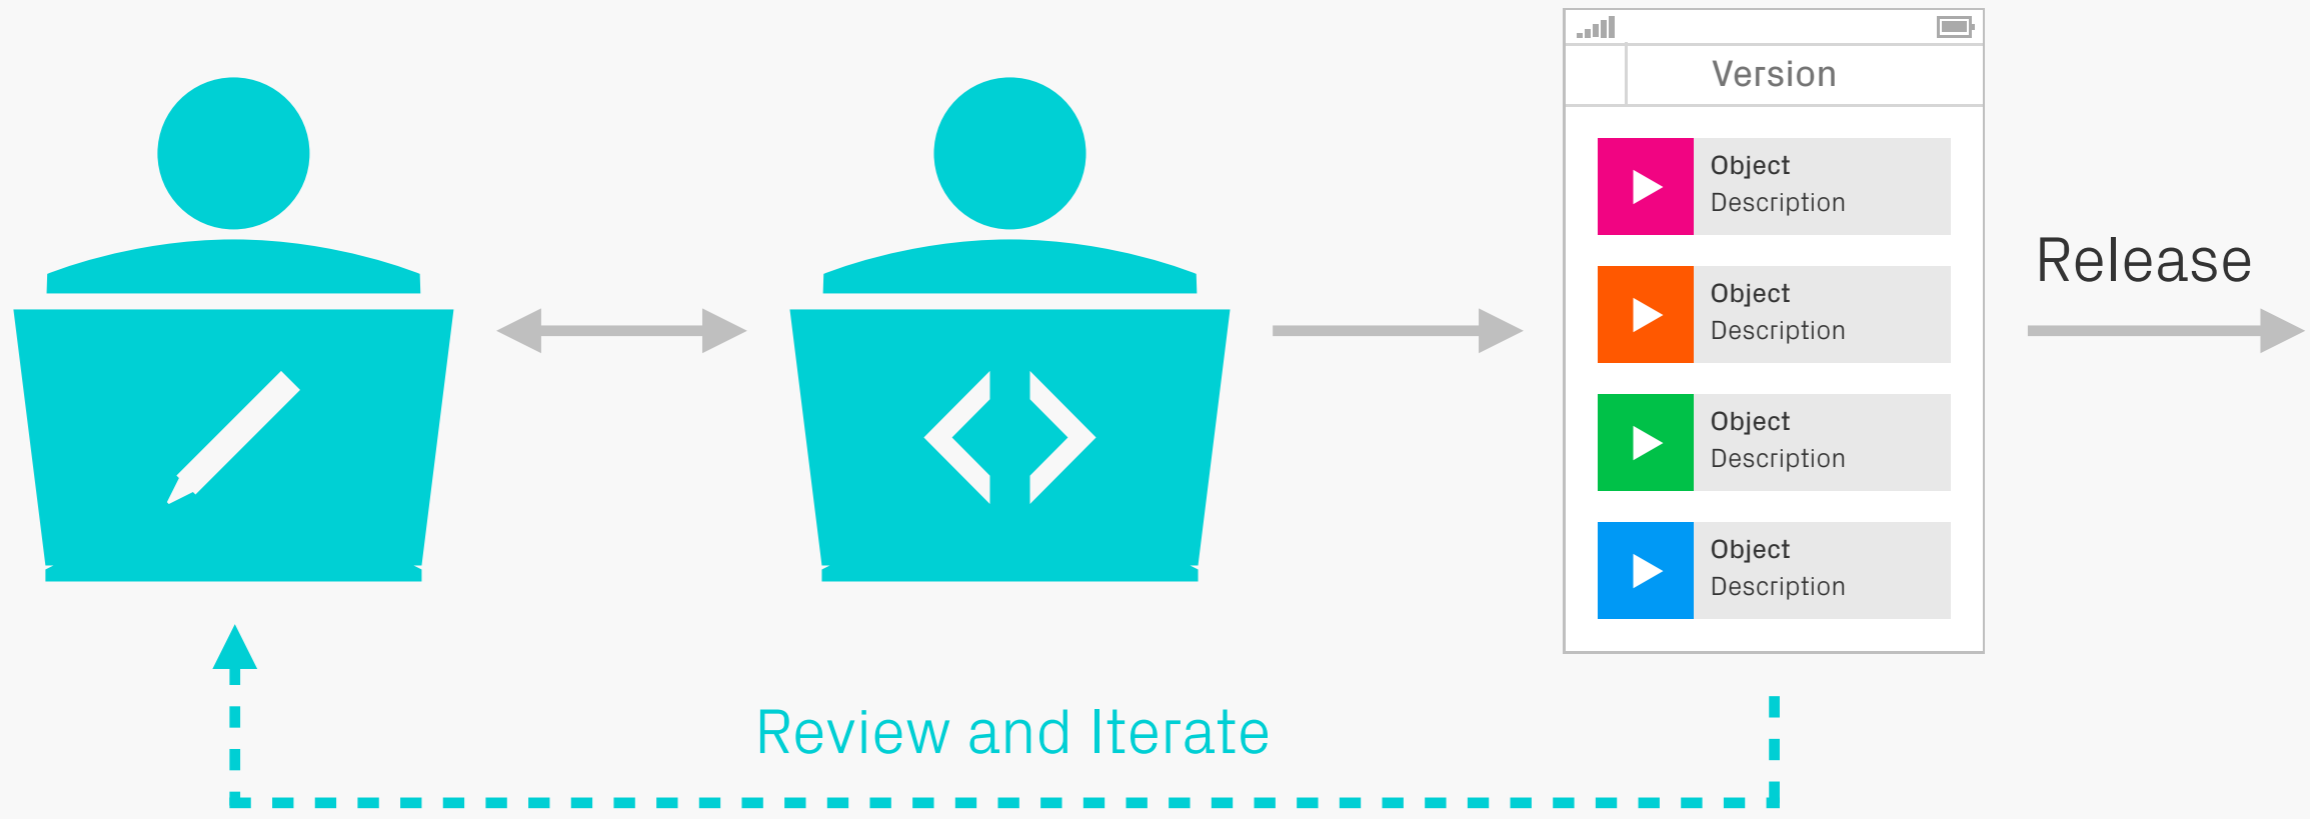 Version
Object
Description
Object
Description
Object
Description
Object
Description
Release
Review and Iterate